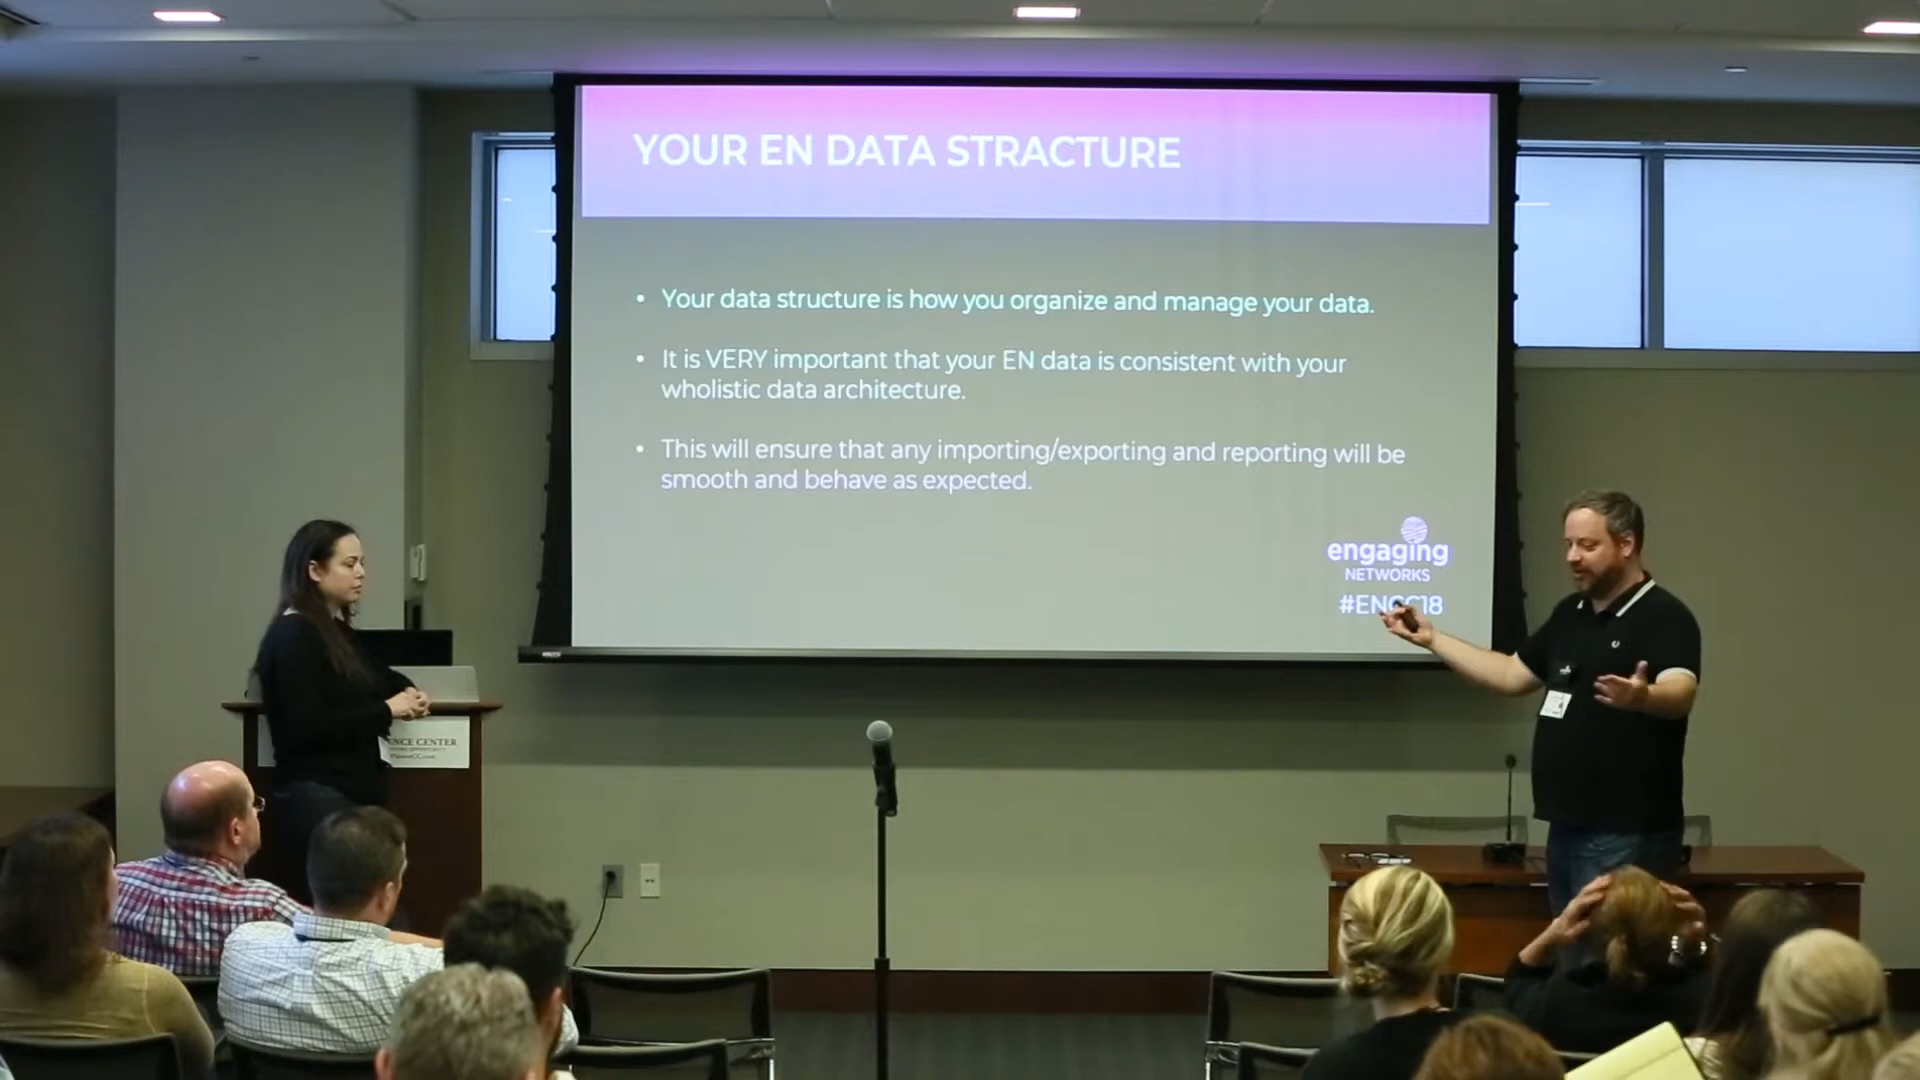 YOUR EN DATA STRACTURE
• Your data structure is how you organize and manage your data.
• It is VERY important that your EN data is consistent with your
wholistic data architecture.
• This will ensure that any importing/exporting and reporting will be
smooth and behave as expected.
engaging
NETWORKS
#ENCC18
CENTER